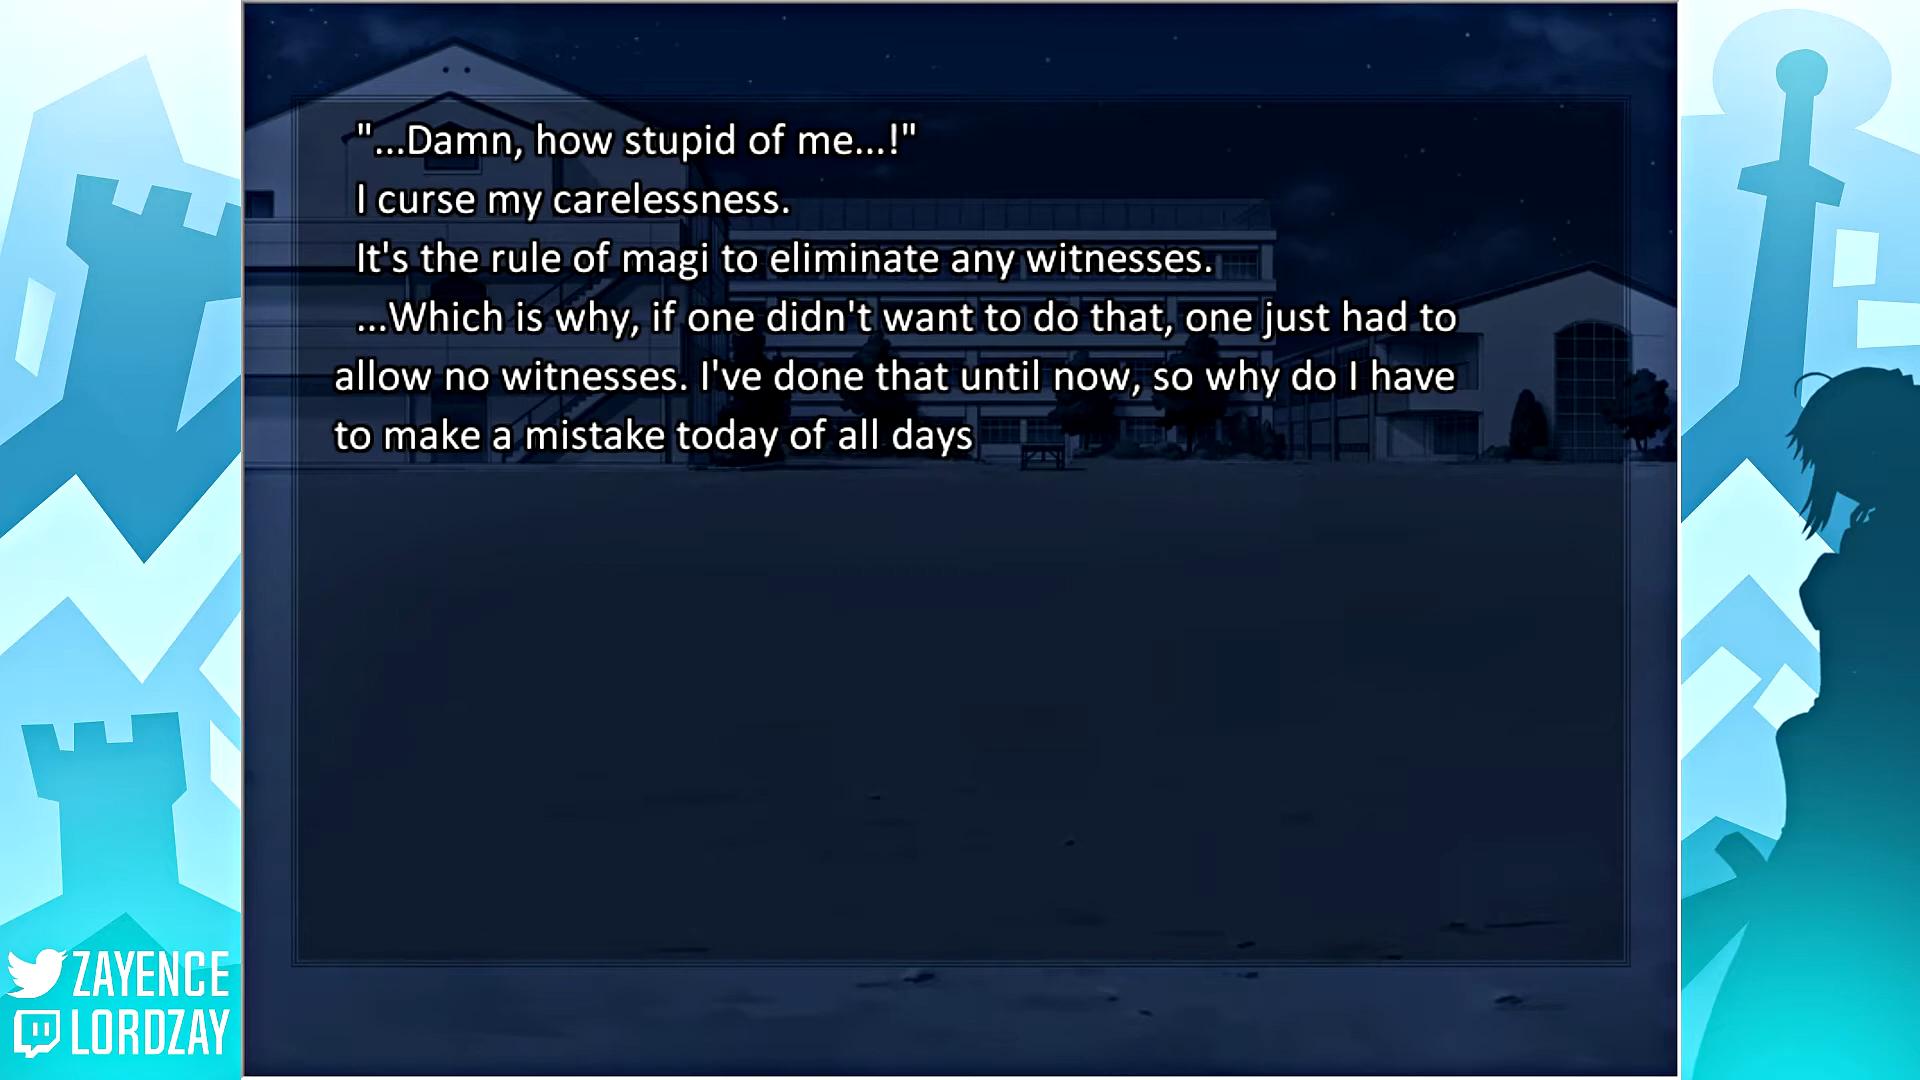 "...Damn, how stupid of me...!"
I curse my carelessness.
It's the rule of magi to eliminate any witnesses.
...Which is why, if one didn't want to do that, one just had to
allow no witnesses. I've done that until now, so why do I have
to make a mistake today of all days
ZAYENCE
LORDZAY